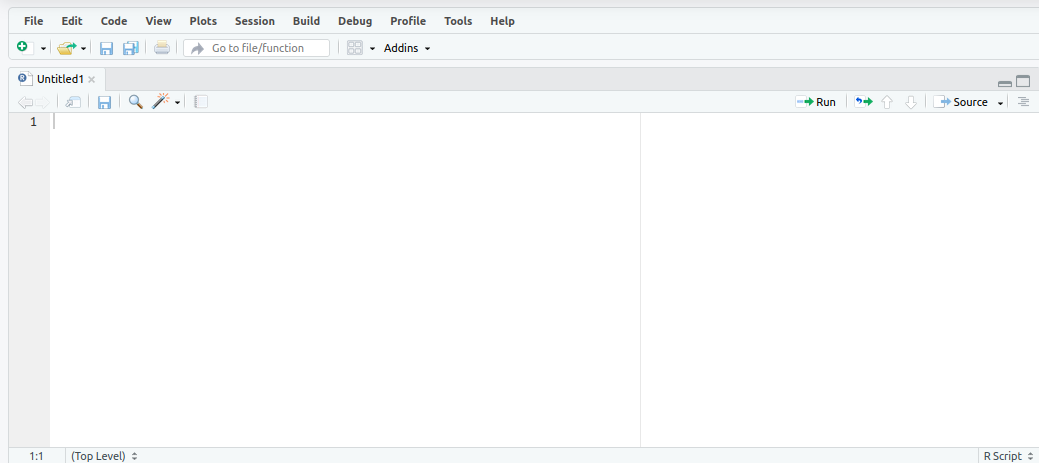 File Edit Code View Plots Session Build Debug Profile Tools Help
Go to file/function Addins
R Untitled1
Run Source
1
1:1 (Top Level) R Script